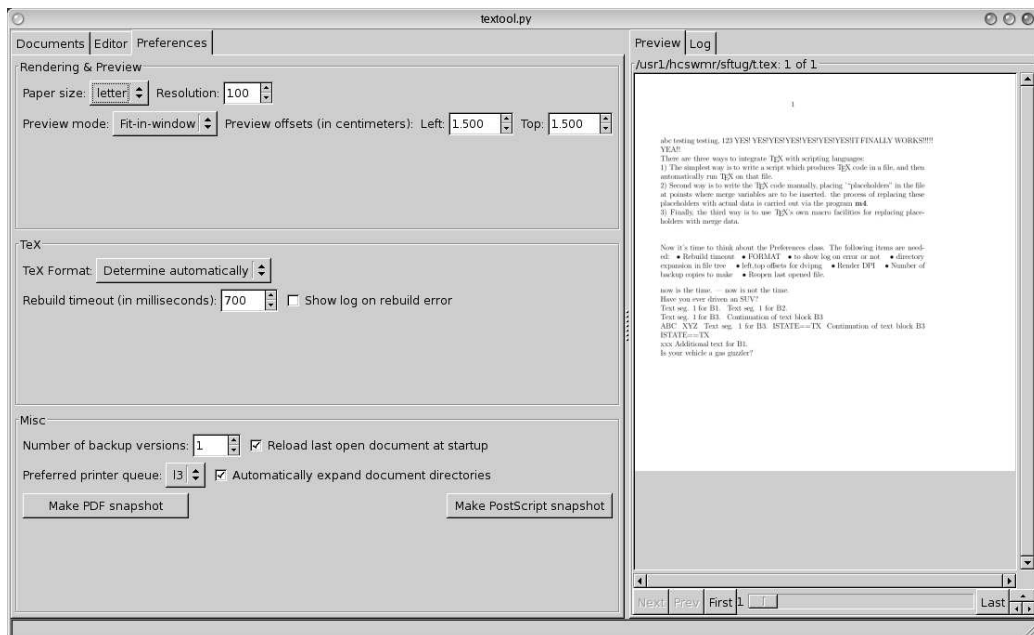 textool.py
Documents Editor Preferences
Rendering & Preview
Paper size: letter Resolution: 100
Preview mode: Fit-in-window Preview offsets (in centimeters): Left: 1.500 Top: 1.500
TeX
TeX Format: Determine automatically
Rebuild timeout (in milliseconds): 700 Show log on rebuild error
Misc
Number of backup versions: 1 Reload last open document at startup
Preferred printer queue: l3 Automatically expand document directories
Make PDF snapshot Make PostScript snapshot
Preview Log
/usr1/hcswmr/sftug/t.tex: 1 of 1
1
abc testing testing, 123 YES! YES!YES!YES!YES!YES!YES!IT FINALLY WORKS!!!!!
YEA!!
There are three ways to integrate TEX with scripting languages:
1) The simplest way is to write a script which produces TEX code in a file, and then
automatically run TEX on that file.
2) Second way is to write the TEX code manually, placing "placeholders" in the file
at poinsts where merge variables are to be inserted. the process of replacing these
placeholders with actual data is carried out via the program m4.
3) Finally, the third way is to use TEX's own macro facilities for replacing place-
holders with merge data.
Now it's time to think about the Preferences class. The following items are need-
ed: • Rebuild timeout • FORMAT • to show log on error or not • directory
expansion in file tree • left,top offsets for dvipng • Render DPI • Number of
backup copies to make • Reopen last opened file.
now is the time. — now is not the time.
Have you ever driven an SUV?
Text seg. 1 for B1. Text seg. 1 for B2.
Text seg. 1 for B3. Continuation of text block B3
ABC XYZ Text seg. 1 for B3. ISTATE==TX Continuation of text block B3
ISTATE==TX
xxx Additional text for B1.
Is your vehicle a gas guzzler?
Next Prev First 1 Last